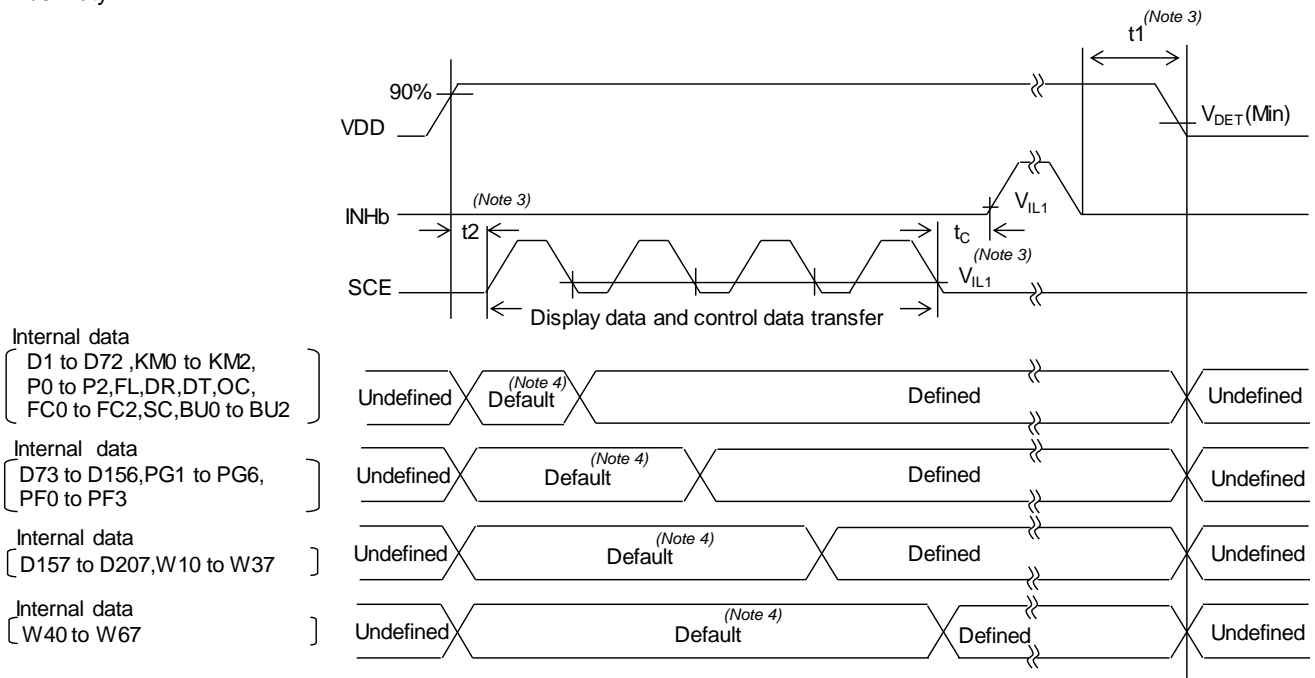 t1 (Note 3)
90%
VDD
VDET(Min)
(Note 3)
INHb
VIL1
t2
tC
(Note 3)
SCE
VIL1
Display data and control data transfer
Internal data
D1 to D72 ,KM0 to KM2,
P0 to P2,FL,DR,DT,OC,
FC0 to FC2,SC,BU0 to BU2
Undefined
(Note 4)
Default
Defined
Undefined
Internal data
D73 to D156,PG1 to PG6,
PF0 to PF3
Undefined
(Note 4)
Default
Defined
Undefined
Internal data
D157 to D207,W10 to W37
Undefined
(Note 4)
Default
Defined
Undefined
Internal data
W40 to W67
Undefined
(Note 4)
Default
Defined
Undefined